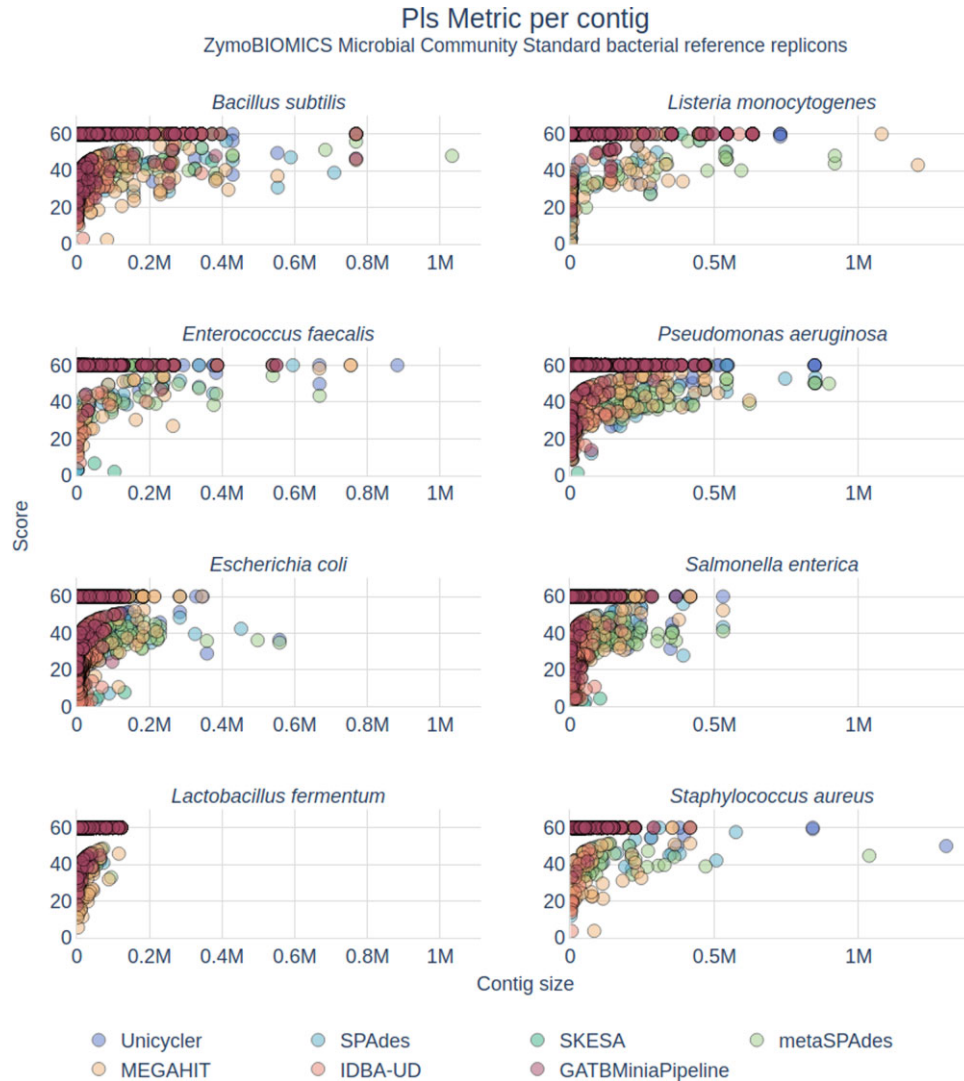 Pls Metric per contig
ZymoBIOMICS Microbial Community Standard bacterial reference replicons
Bacillus subtilis
Listeria monocytogenes
60
40
20
0
0 0.2M 0.4M 0.6M 0.8M 1M
60
40
20
0
0 0.5M 1M
Enterococcus faecalis
Pseudomonas aeruginosa
60
40
20
0
0 0.2M 0.4M 0.6M 0.8M 1M
60
40
20
0
0 0.5M 1M
Score
Escherichia coli
Salmonella enterica
60
40
20
0
0 0.2M 0.4M 0.6M 0.8M 1M
60
40
20
0
0 0.5M 1M
Lactobacillus fermentum
Staphylococcus aureus
60
40
20
0
0 0.2M 0.4M 0.6M 0.8M 1M
60
40
20
0
0 0.5M 1M
Contig size
Unicycler SPAdes SKESA metaSPAdes
MEGAHIT IDBA-UD GATBMiniaPipeline